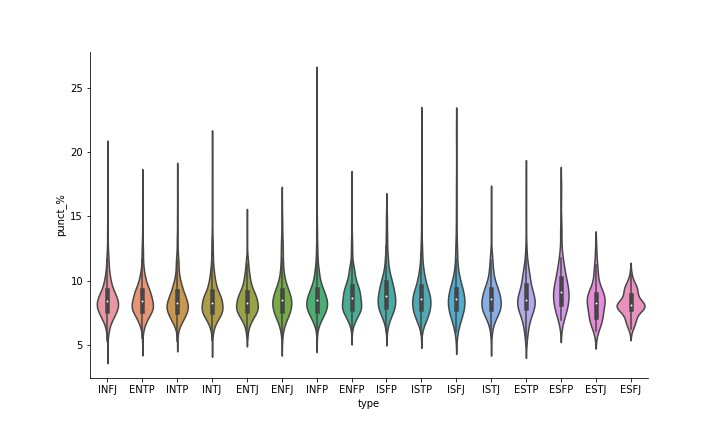 25
20
15
10
5
punct_%
INFJ ENTP INTP INTJ ENTJ ENFJ INFP ENFP ISFP ISTP ISFJ ISTJ ESTP ESFP ESTJ ESFJ
type